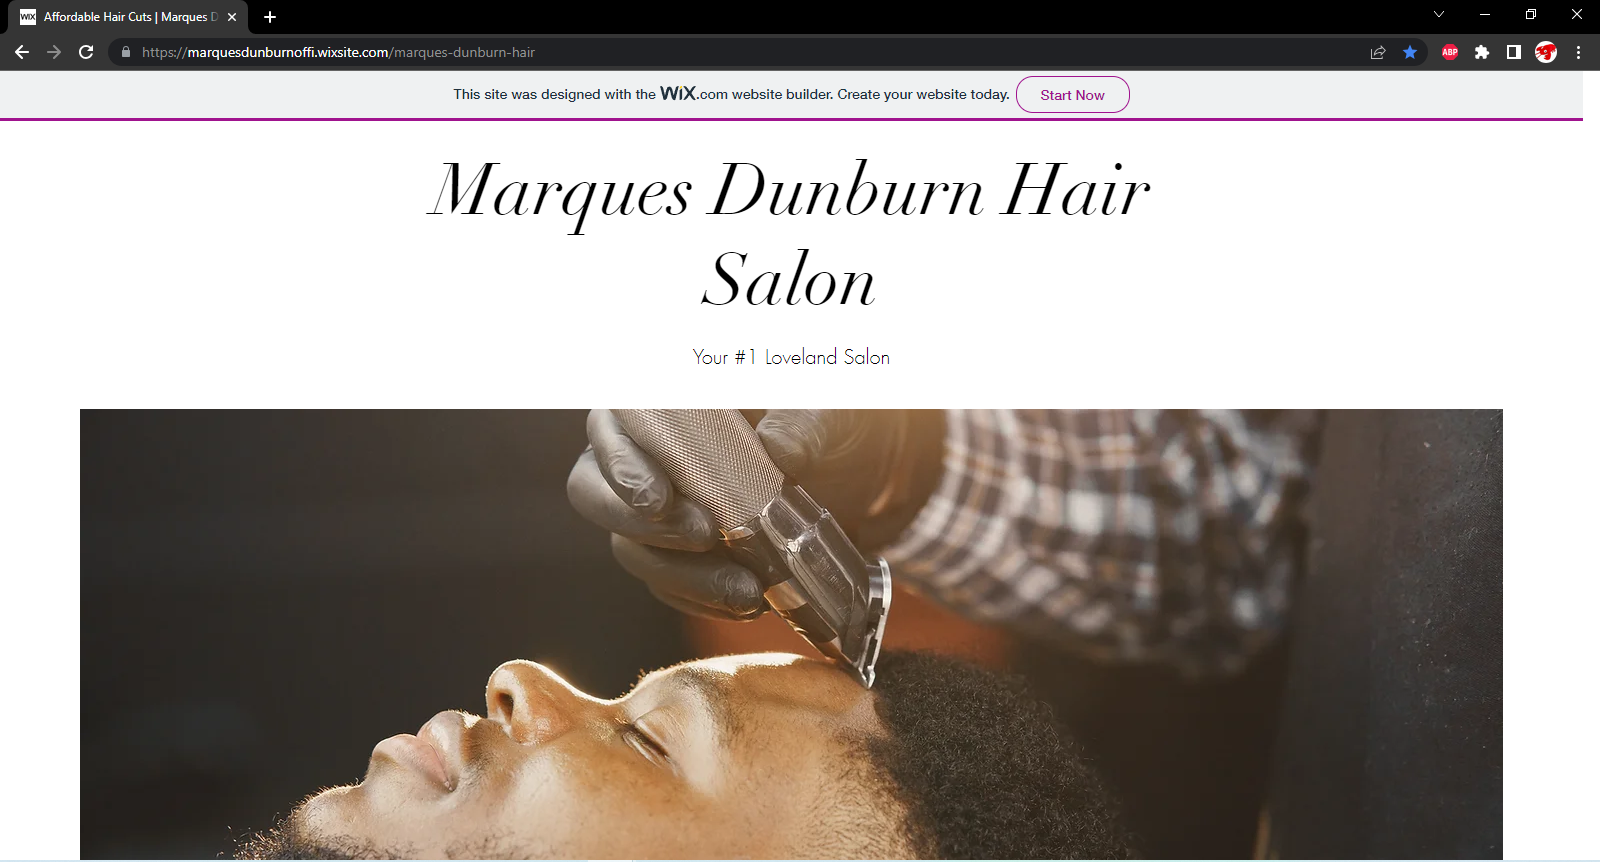 WiX Affordable Hair Cuts | Marques D
https://marquesdunburnoffi.wixsite.com/marques-dunburn-hair
ABP
This site was designed with the WiX.com website builder. Create your website today. Start Now
Marques Dunburn Hair
Salon
Your #1 Loveland Salon